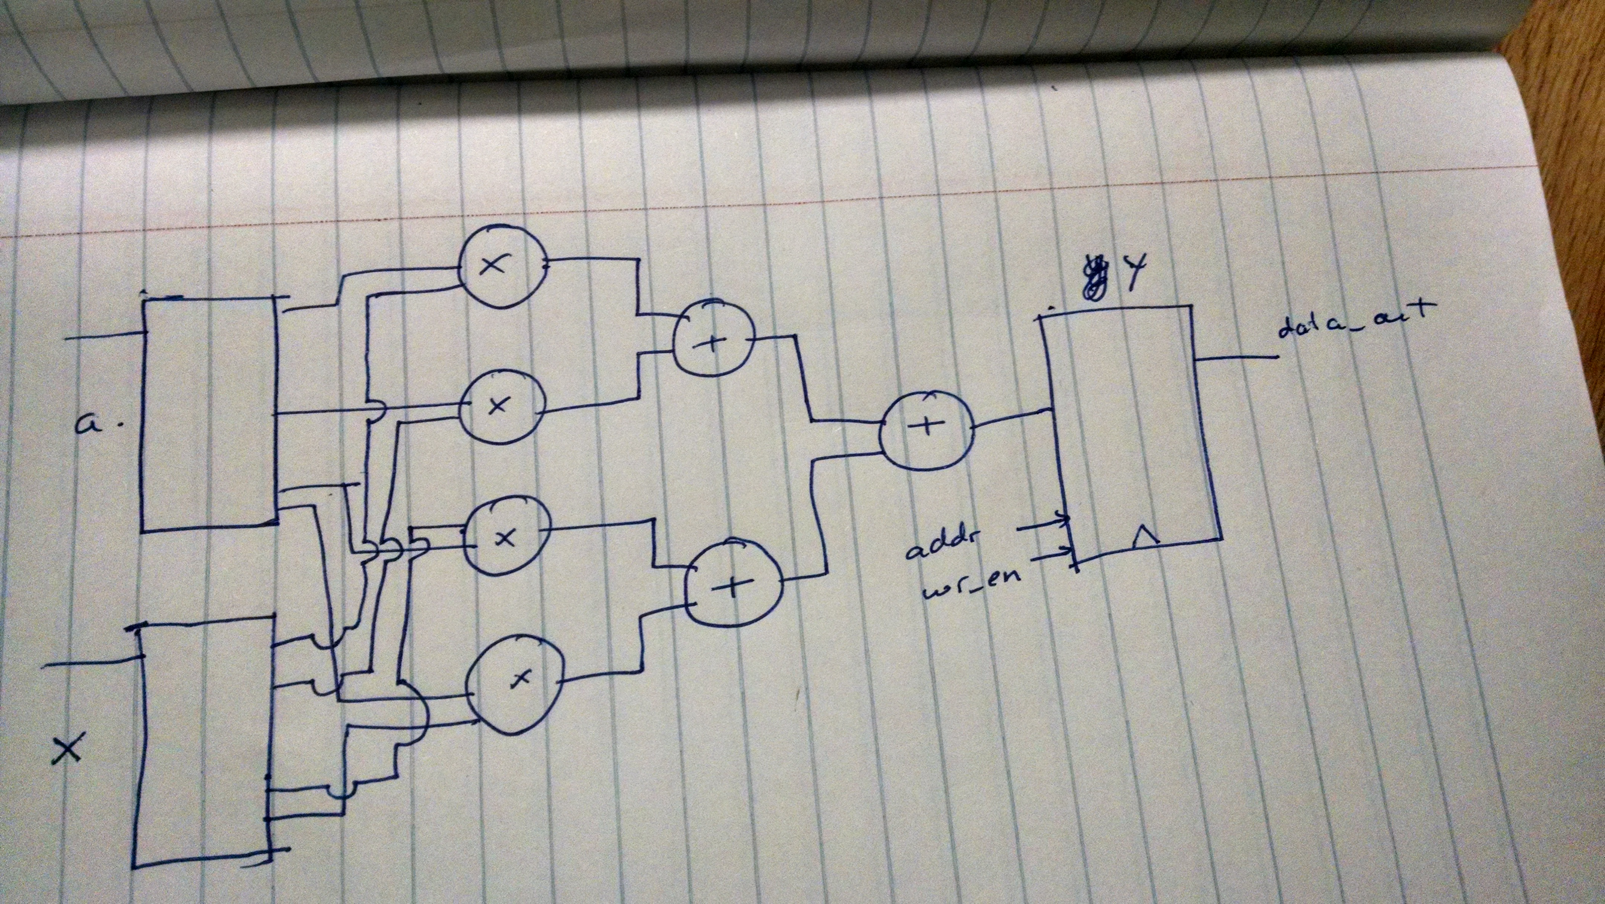 ×
×
×
×
+
+
+
a.
x
y
data_out
addr
wr_en